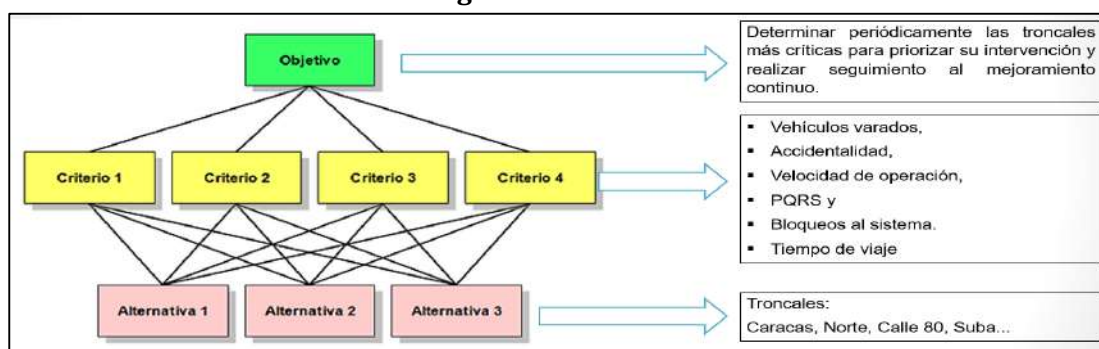 Objetivo
Determinar periódicamente las troncales
más críticas para priorizar su intervención y
realizar seguimiento al mejoramiento
continuo.
Criterio 1
Criterio 2
Criterio 3
Criterio 4
▪ Vehículos varados,
▪ Accidentalidad,
▪ Velocidad de operación,
▪ PQRS y
▪ Bloqueos al sistema.
▪ Tiempo de viaje
Alternativa 1
Alternativa 2
Alternativa 3
Troncales:
Caracas, Norte, Calle 80, Suba...